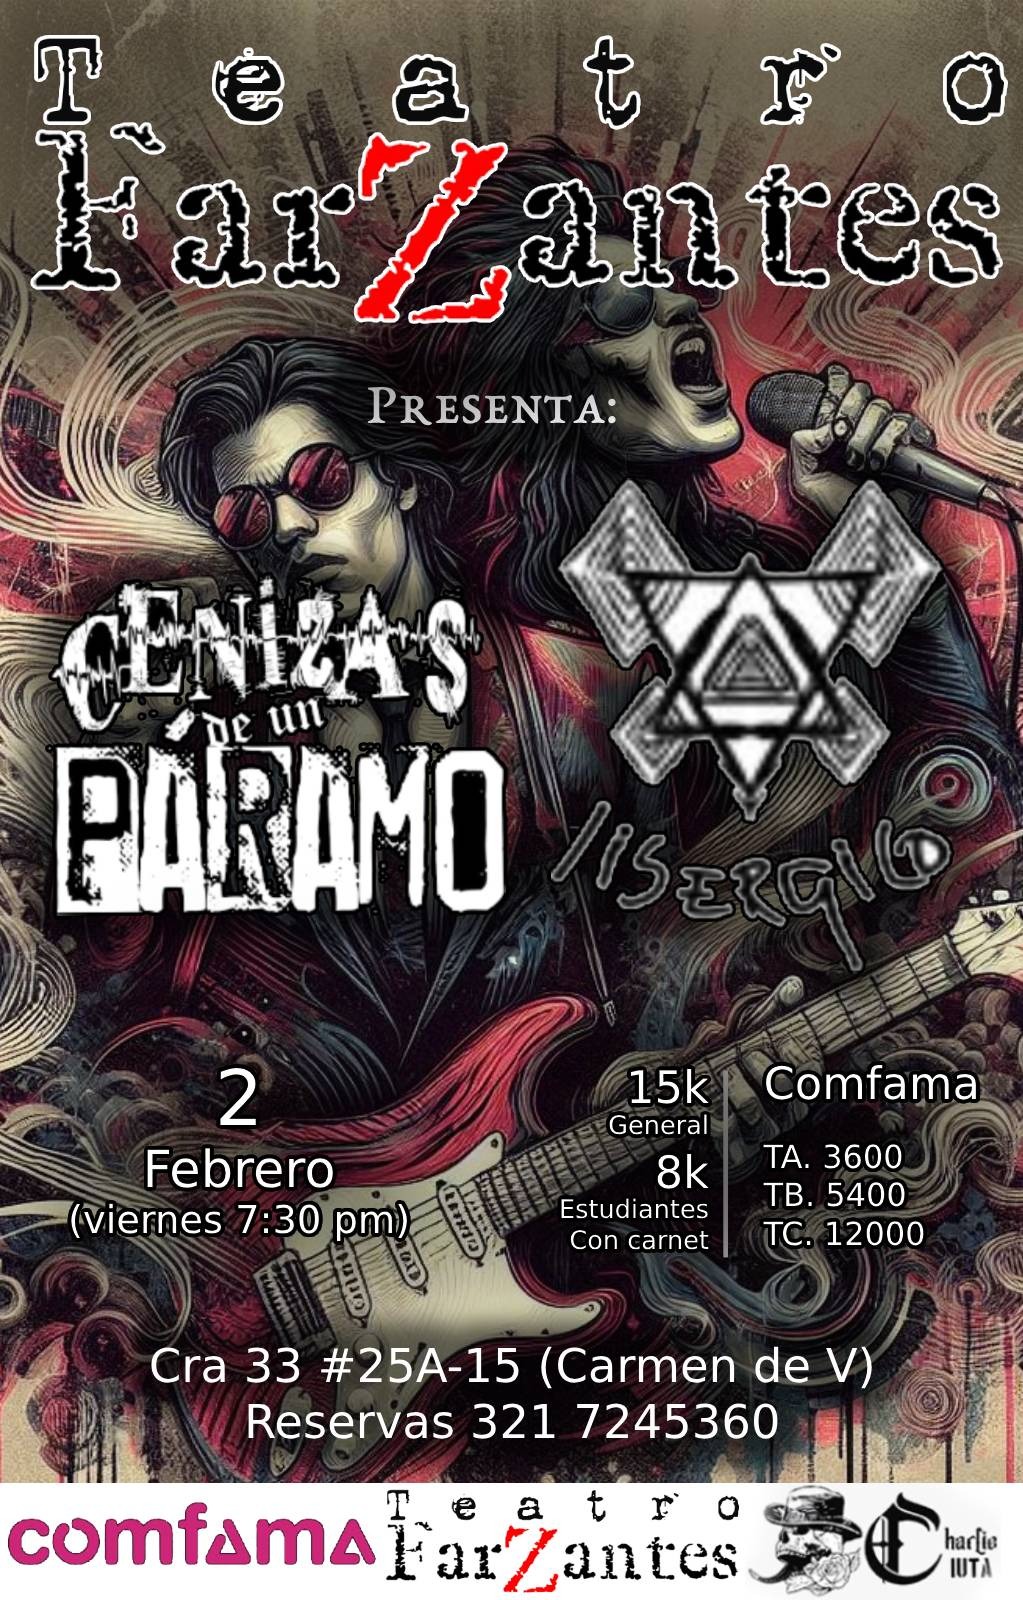 Teatro
FarZantes
PRESENTA:
CENIZAS
de un
PÁRAMO
2
Febrero
(viernes 7:30 pm)
15k
General
8k
Estudiantes
Con carnet
Comfama
TA. 3600
TB. 5400
TC. 12000
Cra 33 #25A-15 (Carmen de V)
Reservas 321 7245360
comfama
Teatro
FarZantes
Charlie